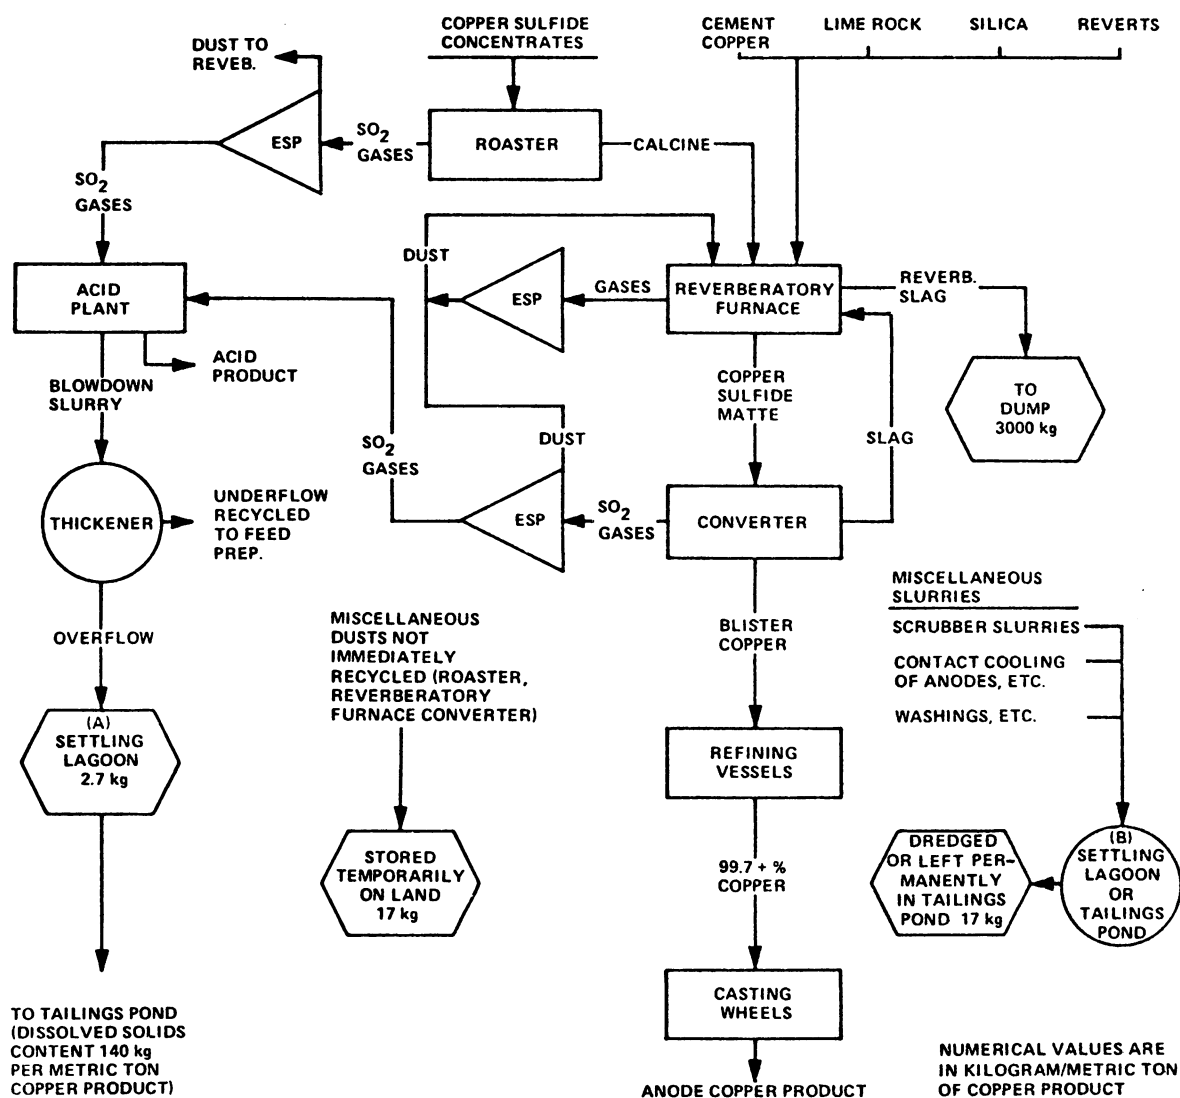 COPPER SULFIDE
CONCENTRATES
CEMENT
COPPER
LIME ROCK
SILICA
REVERTS
DUST TO
REVEB.
ESP
SO2
GASES
ROASTER
CALCINE
SO2
GASES
DUST
ACID
PLANT
ESP
GASES
REVERBERATORY
FURNACE
REVERB.
SLAG
ACID
PRODUCT
BLOWDOWN
SLURRY
COPPER
SULFIDE
MATTE
TO
DUMP
3000 kg
SO2
GASES
DUST
SLAG
THICKENER
UNDERFLOW
RECYCLED
TO FEED
PREP.
ESP
SO2
GASES
CONVERTER
MISCELLANEOUS
SLURRIES
OVERFLOW
MISCELLANEOUS
DUSTS NOT
IMMEDIATELY
RECYCLED (ROASTER,
REVERBERATORY
FURNACE CONVERTER)
BLISTER
COPPER
SCRUBBER SLURRIES
CONTACT COOLING
OF ANODES, ETC.
WASHINGS, ETC.
(A)
SETTLING
LAGOON
2.7 kg
REFINING
VESSELS
STORED
TEMPORARILY
ON LAND
17 kg
99.7 + %
COPPER
DREDGED
OR LEFT PER-
MANENTLY
IN TAILINGS
POND 17 kg
(B)
SETTLING
LAGOON
OR
TAILINGS
POND
CASTING
WHEELS
TO TAILINGS POND
(DISSOLVED SOLIDS
CONTENT 140 kg
PER METRIC TON
COPPER PRODUCT)
ANODE COPPER PRODUCT
NUMERICAL VALUES ARE
IN KILOGRAM/METRIC TON
OF COPPER PRODUCT